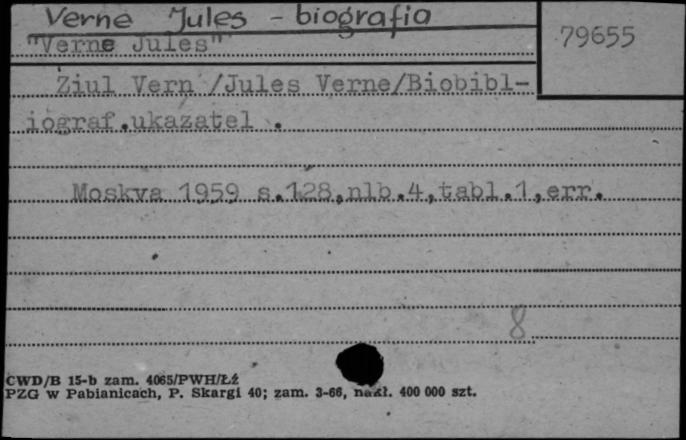 Verne Jules - biografia
79655
"Verne Jules"
Żiul Vern /Jules Verne/Biobibl-
iograf.ukazatel .
Moskva 1959 s.128,nlb.4,tabl.1,err.
8
CWD/B 15-b zam. 4065/PWH/Łź
PZG w Pabianicach, P. Skargi 40; zam. 3-66, nakł. 400 000 szt.